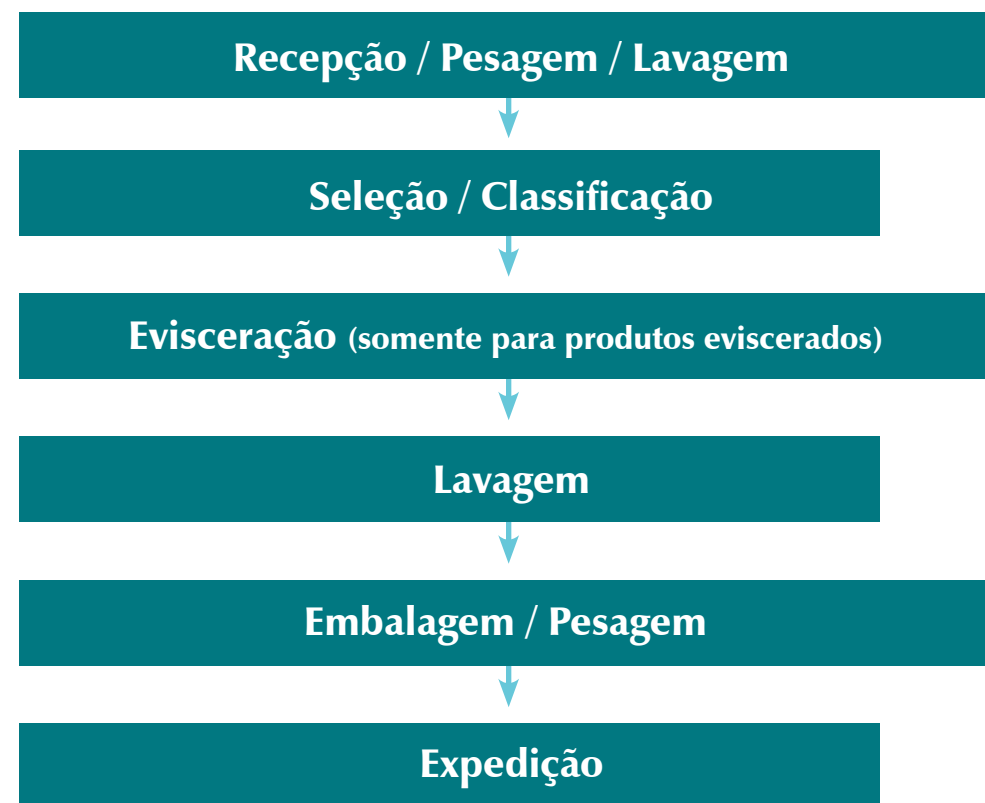 Recepção / Pesagem / Lavagem
Seleção / Classificação
Evisceração (somente para produtos eviscerados)
Lavagem
Embalagem / Pesagem
Expedição